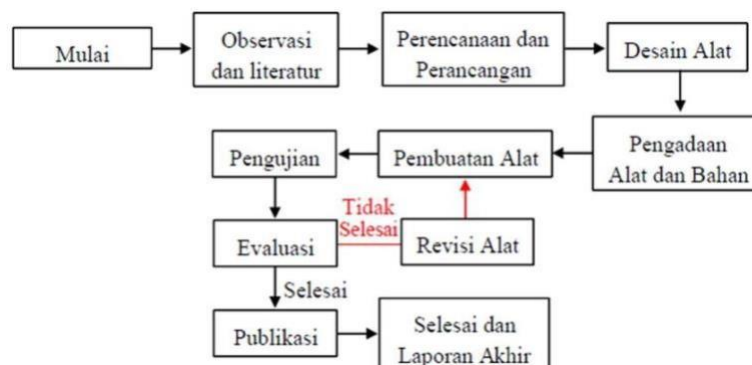 Mulai
Observasi
dan literatur
Perencanaan dan
Perancangan
Desain Alat
Pengadaan
Alat dan Bahan
Pembuatan Alat
Pengujian
Evaluasi
Tidak
Selesai
Revisi Alat
Selesai
Publikasi
Selesai dan
Laporan Akhir